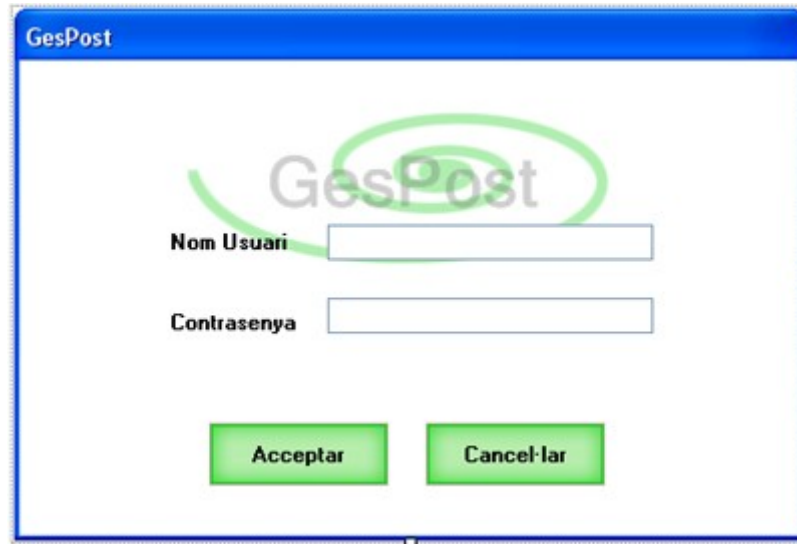 GesPost
GesPost
Nom Usuari
Contrasenya
Acceptar
Cancel·lar